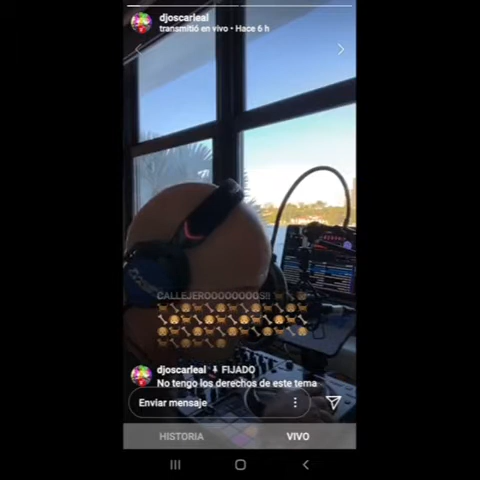 djoscarleal
transmitió en vivo • Hace 6 h
CALLEJEROOOOOOOOS!!
djoscarleal FIJADO
No tengo los derechos de este tema
Enviar mensaje
HISTORIA
VIVO